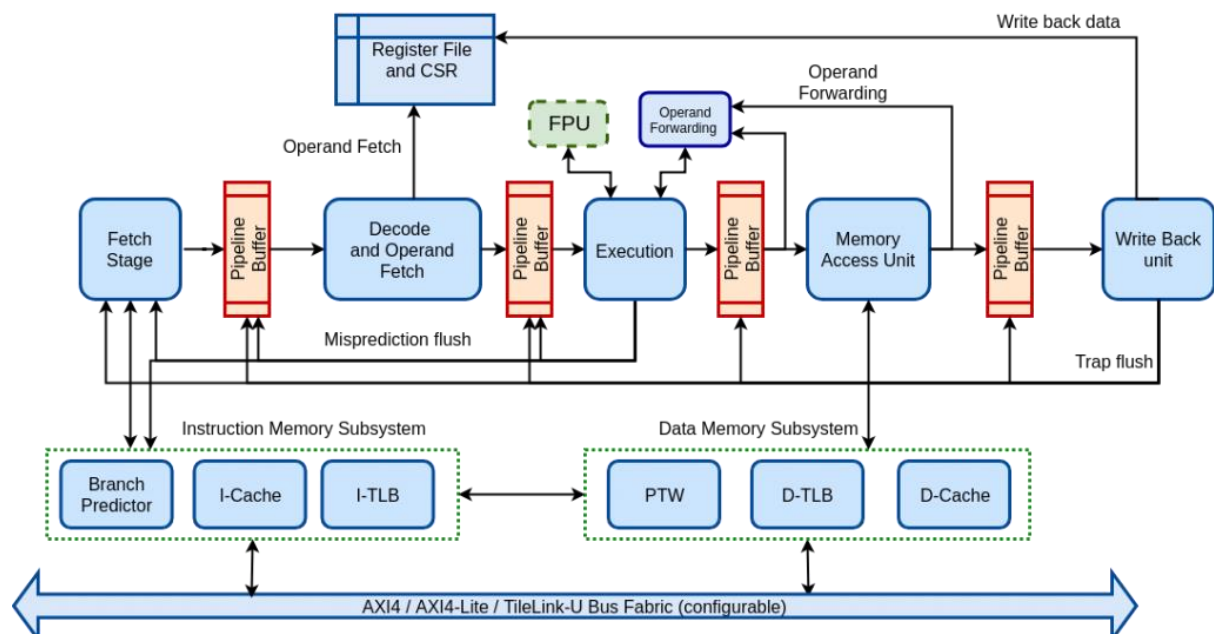 Write back data
Register File
and CSR
Operand
Forwarding
FPU
Operand
Forwarding
Operand Fetch
Fetch
Stage
Pipeline
Buffer
Decode
and Operand
Fetch
Pipeline
Buffer
Execution
Pipeline
Buffer
Memory
Access Unit
Pipeline
Buffer
Write Back
unit
Misprediction flush
Trap flush
Instruction Memory Subsystem
Data Memory Subsystem
Branch
Predictor
I-Cache
I-TLB
PTW
D-TLB
D-Cache
AXI4 / AXI4-Lite / TileLink-U Bus Fabric (configurable)